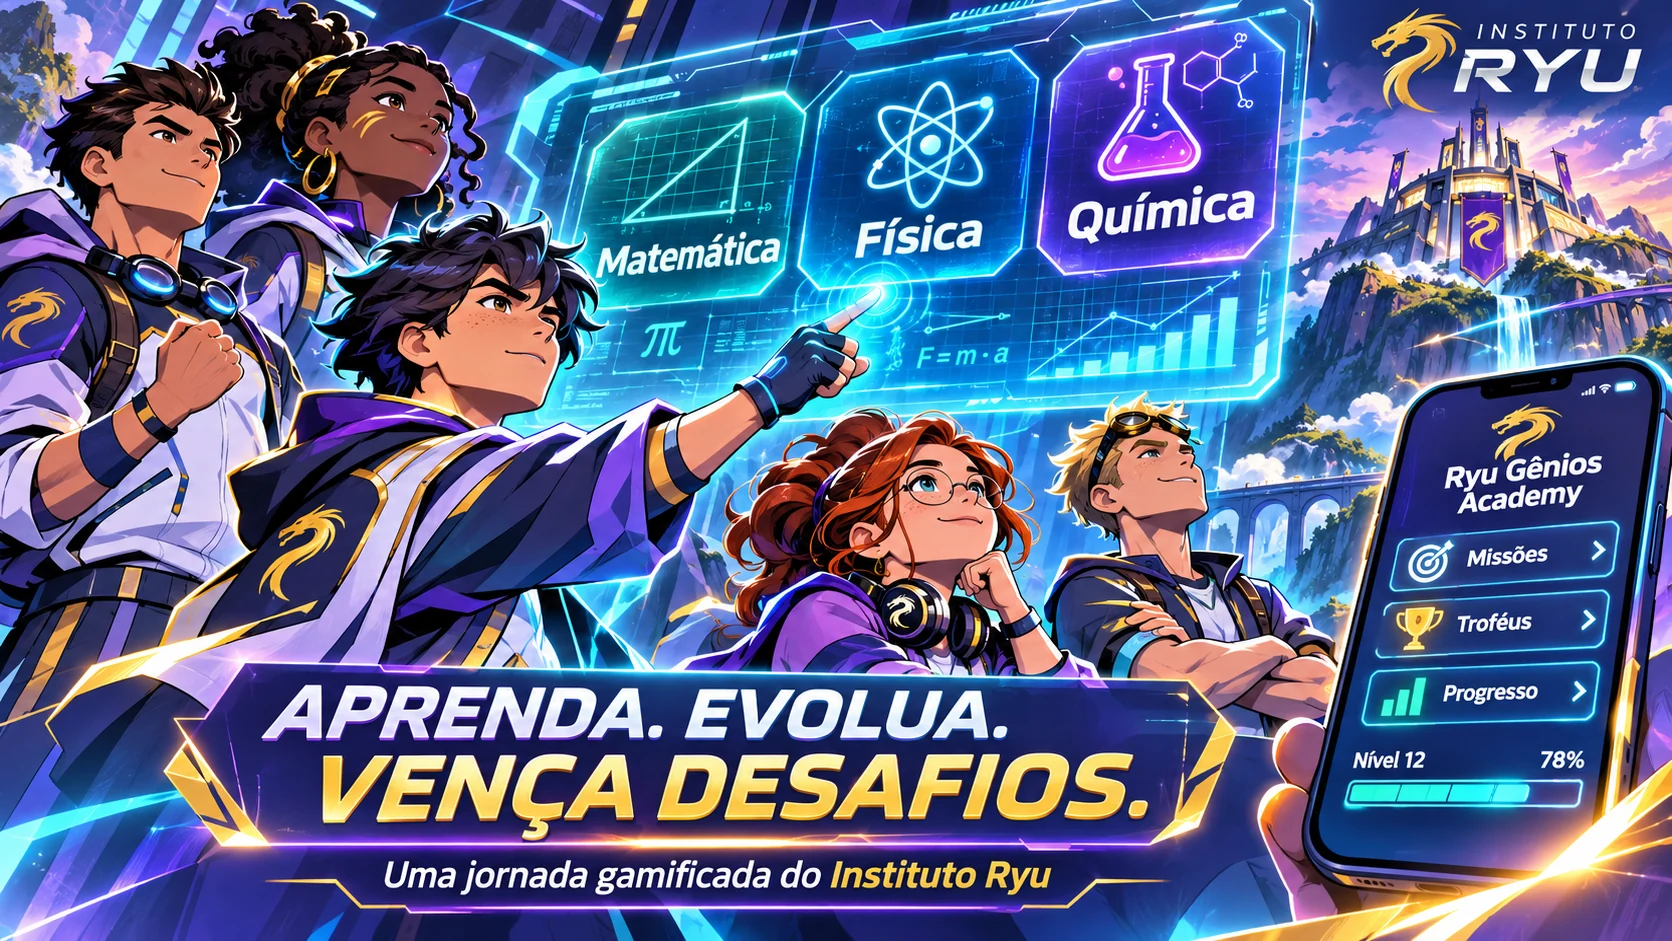 INSTITUTO
RYU
Matemática
Física
Química
π
F=m·a
Ryu Gênios
Academy
Missões
Troféus
Progresso
Nível 12
78%
APRENDA. EVOLUA.
VENÇA DESAFIOS.
Uma jornada gamificada do Instituto Ryu